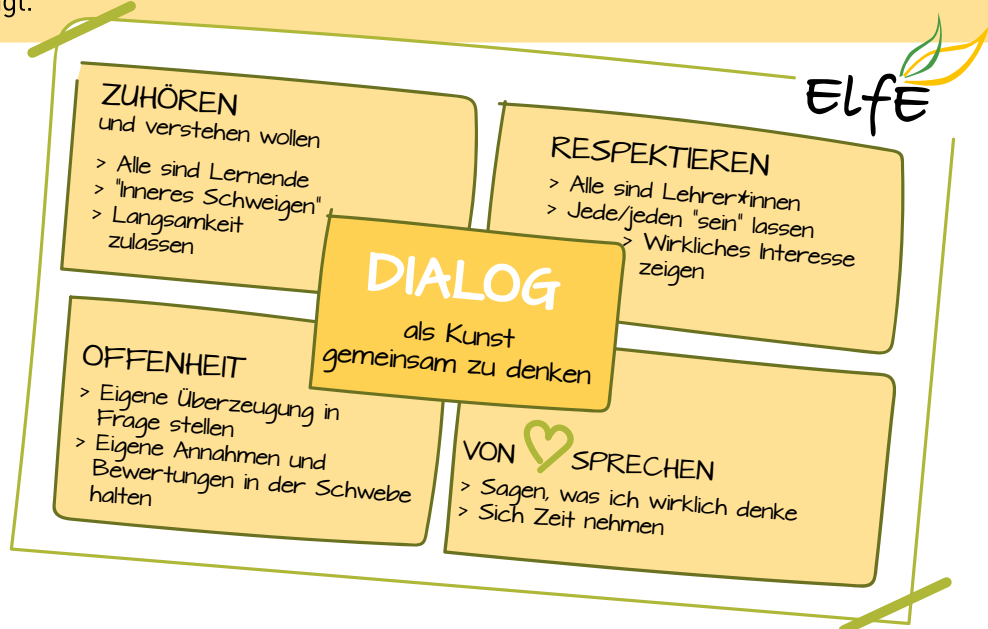 ELfE
ZUHÖREN
und verstehen wollen
> Alle sind Lernende
> "Inneres Schweigen"
> Langsamkeit
zulassen
RESPEKTIEREN
> Alle sind Lehrer*innen
> Jede/jeden "sein" lassen
> Wirkliches Interesse
zeigen
DIALOG
als Kunst
gemeinsam zu denken
OFFENHEIT
> Eigene Überzeugung in
Frage stellen
> Eigene Annahmen und
Bewertungen in der Schwebe
halten
VON SPRECHEN
> Sagen, was ich wirklich denke
> Sich Zeit nehmen